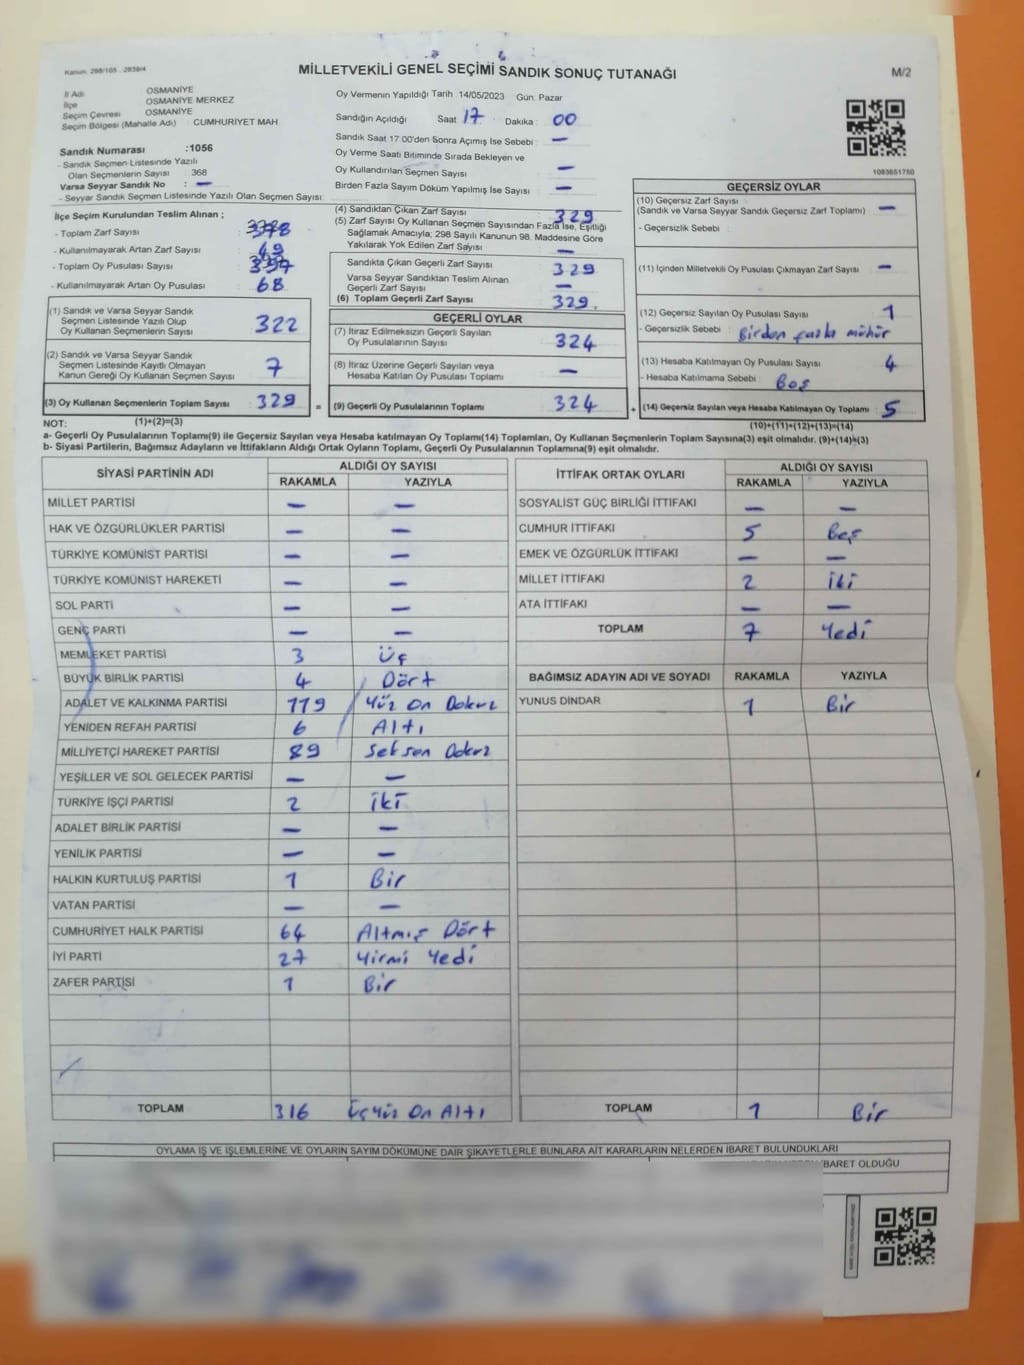 Kanun: 298/105 - 2839/4
MİLLETVEKİLİ GENEL SEÇİMİ SANDIK SONUÇ TUTANAĞI
M/2
İl Adı OSMANİYE
İlçe OSMANİYE MERKEZ
Seçim Çevresi OSMANİYE
Seçim Bölgesi (Mahalle Adı) : CUMHURİYET MAH.
Sandık Numarası :1056
- Sandık Seçmen Listesinde Yazılı
Olan Seçmenlerin Sayısı : 368
Varsa Seyyar Sandık No : –
- Seyyar Sandık Seçmen Listesinde Yazılı Olan Seçmen Sayısı:
Oy Vermenin Yapıldığı Tarih :14/05/2023 Gün: Pazar
Sandığın Açıldığı Saat : 17 Dakika : 00
Sandık Saat 17:00'den Sonra Açımış İse Sebebi : –
Oy Verme Saati Bitiminde Sırada Bekleyen ve
Oy Kullandırılan Seçmen Sayısı : –
Birden Fazla Sayım Döküm Yapılmış İse Sayısı : –
1083651750
İlçe Seçim Kurulundan Teslim Alınan ;
- Toplam Zarf Sayısı
- Kullanılmayarak Artan Zarf Sayısı : 49
- Toplam Oy Pusulası Sayısı
- Kullanılmayarak Artan Oy Pusulası : 68
(1) Sandık ve Varsa Seyyar Sandık
Seçmen Listesinde Yazılı Olup
Oy Kullanan Seçmenlerin Sayısı : 322
(2) Sandık ve Varsa Seyyar Sandık
Seçmen Listesinde Kayıtlı Olmayan
Kanun Gereği Oy Kullanan Seçmen Sayısı : 7
(3) Oy Kullanan Seçmenlerin Toplam Sayısı : 329
(1)+(2)=(3)
(4) Sandıktan Çıkan Zarf Sayısı : 329
(5) Zarf Sayısı Oy Kullanan Seçmen Sayısından Fazla İse, Eşitliği
Sağlamak Amacıyla; 298 Sayılı Kanunun 98. Maddesine Göre
Yakılarak Yok Edilen Zarf Sayısı : –
Sandıkta Çıkan Geçerli Zarf Sayısı : 329
Varsa Seyyar Sandıktan Teslim Alınan
Geçerli Zarf Sayısı : –
(6) Toplam Geçerli Zarf Sayısı : 329.
GEÇERLİ OYLAR
(7) İtiraz Edilmeksizin Geçerli Sayılan
Oy Pusulalarının Sayısı : 324
(8) İtiraz Üzerine Geçerli Sayılan veya
Hesaba Katılan Oy Pusulası Toplamı : –
= (9) Geçerli Oy Pusulalarının Toplamı : 324
GEÇERSİZ OYLAR
(10) Geçersiz Zarf Sayısı
(Sandık ve Varsa Seyyar Sandık Geçersiz Zarf Toplamı) : –
- Geçersizlik Sebebi :
(11) İçinden Milletvekili Oy Pusulası Çıkmayan Zarf Sayısı : –
(12) Geçersiz Sayılan Oy Pusulası Sayısı : 1
- Geçersizlik Sebebi : Birden fazla mühür
(13) Hesaba Katılmayan Oy Pusulası Sayısı : 4
- Hesaba Katılmama Sebebi : Boş
+ (14) Geçersiz Sayılan veya Hesaba Katılmayan Oy Toplamı : 5
(10)+(11)+(12)+(13)=(14)
NOT:
a- Geçerli Oy Pusulalarının Toplamı(9) ile Geçersiz Sayılan veya Hesaba katılmayan Oy Toplamı(14) Toplamları, Oy Kullanan Seçmenlerin Toplam Sayısına(3) eşit olmalıdır. (9)+(14)=(3)
b- Siyasi Partilerin, Bağımsız Adayların ve İttifakların Aldığı Oyların Toplamı, Geçerli Oy Pusulalarının Toplamına(9) eşit olmalıdır.
SİYASİ PARTİNİN ADI ALDIĞI OY SAYISI
RAKAMLA YAZIYLA
MİLLET PARTİSİ – –
HAK VE ÖZGÜRLÜKLER PARTİSİ – –
TÜRKİYE KOMÜNİST PARTİSİ – –
TÜRKİYE KOMÜNİST HAREKETİ – –
SOL PARTİ – –
GENÇ PARTİ – –
MEMLEKET PARTİSİ 3 Üç
BÜYÜK BİRLİK PARTİSİ 4 Dört
ADALET VE KALKINMA PARTİSİ 119 Yüz On Dokuz
YENİDEN REFAH PARTİSİ 6 Altı
MİLLİYETÇİ HAREKET PARTİSİ 89 Seksen Dokuz
YEŞİLLER VE SOL GELECEK PARTİSİ – –
TÜRKİYE İŞÇİ PARTİSİ 2 İki
ADALET BİRLİK PARTİSİ – –
YENİLİK PARTİSİ – –
HALKIN KURTULUŞ PARTİSİ 1 Bir
VATAN PARTİSİ – –
CUMHURİYET HALK PARTİSİ 64 Altmış Dört
İYİ PARTİ 27 Yirmi Yedi
ZAFER PARTİSİ 1 Bir
TOPLAM 316 Üçyüz On Altı
İTTİFAK ORTAK OYLARI ALDIĞI OY SAYISI
RAKAMLA YAZIYLA
SOSYALİST GÜÇ BİRLİĞİ İTTİFAKI – –
CUMHUR İTTİFAKI 5 Beş
EMEK VE ÖZGÜRLÜK İTTİFAKI – –
MİLLET İTTİFAKI 2 İki
ATA İTTİFAKI – –
TOPLAM 7 Yedi
BAĞIMSIZ ADAYIN ADI VE SOYADI RAKAMLA YAZIYLA
YUNUS DİNDAR 1 Bir
TOPLAM 1 Bir
OYLAMA İŞ VE İŞLEMLERİNE VE OYLARIN SAYIM DÖKÜMÜNE DAİR ŞİKAYETLERLE BUNLARA AİT KARARLARIN NELERDEN İBARET BULUNDUKLARI
İBARET OLDUĞU